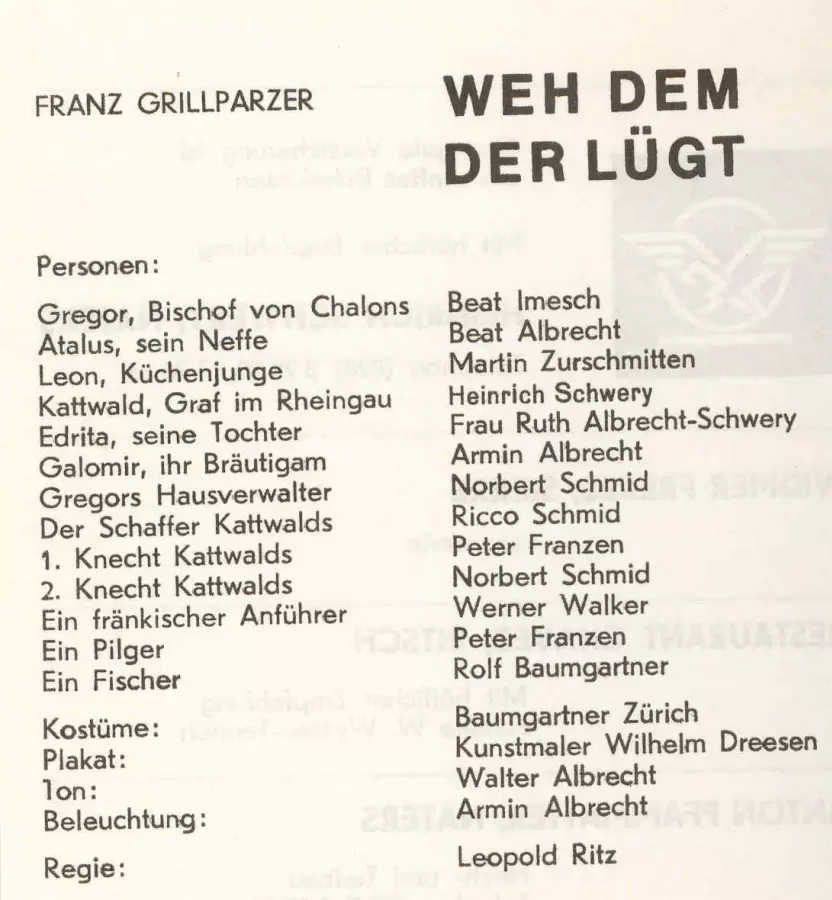 FRANZ GRILLPARZER
WEH DEM
DER LÜGT
Personen:
Gregor, Bischof von Chalons Beat Imesch
Atalus, sein Neffe Beat Albrecht
Leon, Küchenjunge Martin Zurschmitten
Kattwald, Graf im Rheingau Heinrich Schwery
Edrita, seine Tochter Frau Ruth Albrecht-Schwery
Galomir, ihr Bräutigam Armin Albrecht
Gregors Hausverwalter Norbert Schmid
Der Schaffer Kattwalds Ricco Schmid
1. Knecht Kattwalds Peter Franzen
2. Knecht Kattwalds Norbert Schmid
Ein fränkischer Anführer Werner Walker
Ein Pilger Peter Franzen
Ein Fischer Rolf Baumgartner
Kostüme: Baumgartner Zürich
Plakat: Kunstmaler Wilhelm Dreesen
Ton: Walter Albrecht
Beleuchtung: Armin Albrecht
Regie: Leopold Ritz